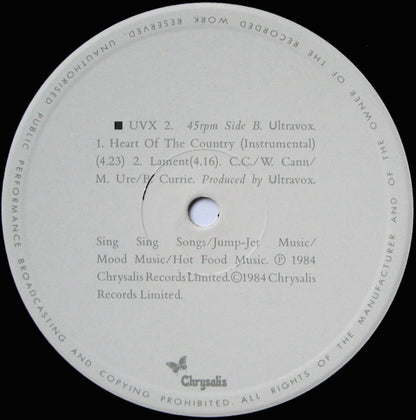 ■ UVX 2. 45rpm Side B. Ultravox.
1. Heart Of The Country (Instrumental)
(4.23) 2. Lament(4.16). C.C./W. Cann/
M. Ure/B. Currie. Produced by Ultravox.
Sing Sing Songs/Jump-Jet Music/
Mood Music/Hot Food Music. ℗ 1984
Chrysalis Records Limited.©1984 Chrysalis
Records Limited.
Chrysalis
ALL RIGHTS OF THE MANUFACTURER AND OF THE OWNER OF THE RECORDED WORK RESERVED. UNAUTHORISED PUBLIC PERFORMANCE BROADCASTING AND COPYING PROHIBITED.